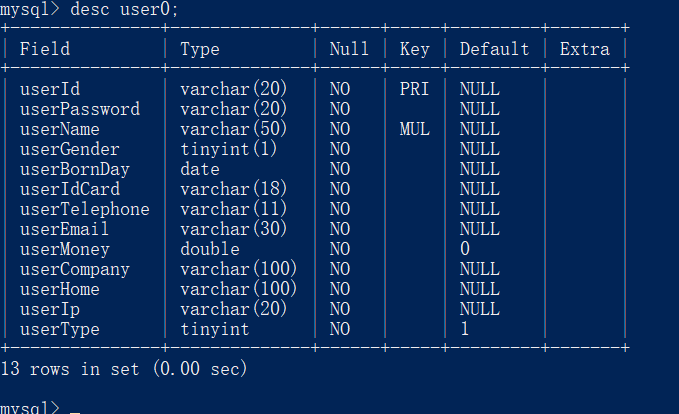 mysql> desc user0;
+---------------+--------------+------+-----+---------+-------+
| Field         | Type         | Null | Key | Default | Extra |
+---------------+--------------+------+-----+---------+-------+
| userId        | varchar(20)  | NO   | PRI | NULL    |       |
| userPassword  | varchar(20)  | NO   |     | NULL    |       |
| userName      | varchar(50)  | NO   | MUL | NULL    |       |
| userGender    | tinyint(1)   | NO   |     | NULL    |       |
| userBornDay   | date         | NO   |     | NULL    |       |
| userIdCard    | varchar(18)  | NO   |     | NULL    |       |
| userTelephone | varchar(11)  | NO   |     | NULL    |       |
| userEmail     | varchar(30)  | NO   |     | NULL    |       |
| userMoney     | double       | NO   |     | 0       |       |
| userCompany   | varchar(100) | NO   |     | NULL    |       |
| userHome      | varchar(100) | NO   |     | NULL    |       |
| userIp        | varchar(20)  | NO   |     | NULL    |       |
| userType      | tinyint      | NO   |     | 1       |       |
+---------------+--------------+------+-----+---------+-------+
13 rows in set (0.00 sec)
mysql> _